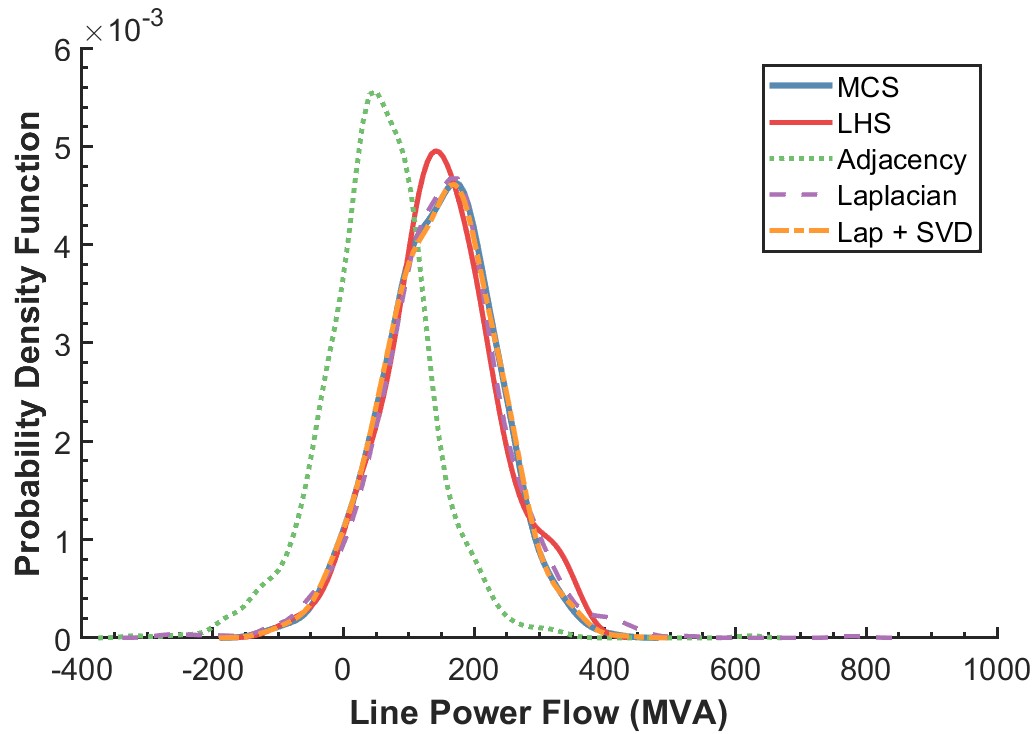 ×10⁻³
6
5
4
3
2
1
0
Probability Density Function
-400 -200 0 200 400 600 800 1000
Line Power Flow (MVA)
MCS
LHS
Adjacency
Laplacian
Lap + SVD